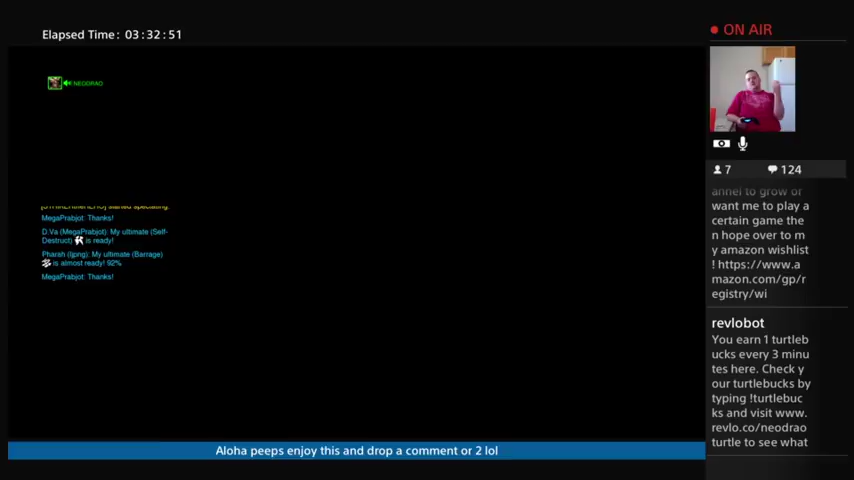 Elapsed Time: 03:32:51
ON AIR
NEODRAO
7
124
started spectating.
MegaPrabjot: Thanks!
D.Va (MegaPrabjot): My ultimate (Self-
Destruct) is ready!
Pharah (ljpng): My ultimate (Barrage)
is almost ready! 92%
MegaPrabjot: Thanks!
annel to grow or
want me to play a
certain game the
n hope over to m
y amazon wishlist
! https://www.a
mazon.com/gp/r
egistry/wi
revlobot
You earn 1 turtleb
ucks every 3 minu
tes here. Check y
our turtlebucks by
typing !turtlebuc
ks and visit www.
revlo.co/neodrao
turtle to see what
Aloha peeps enjoy this and drop a comment or 2 lol